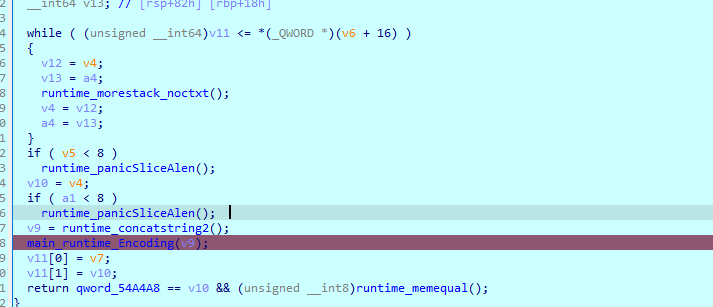 2 __int64 v13; // [rsp+82h] [rbp+18h]
3
4 while ( (unsigned __int64)v11 <= *(_QWORD *)(v6 + 16) )
5 {
6 v12 = v4;
7 v13 = a4;
8 runtime_morestack_noctxt();
9 v4 = v12;
0 a4 = v13;
1 }
2 if ( v5 < 8 )
3 runtime_panicSliceAlen();
4 v10 = v4;
5 if ( a1 < 8 )
6 runtime_panicSliceAlen();
7 v9 = runtime_concatstring2();
8 main_runtime_Encoding(v9);
9 v11[0] = v7;
0 v11[1] = v10;
1 return qword_54A4A8 == v10 && (unsigned __int8)runtime_memequal();
2 }